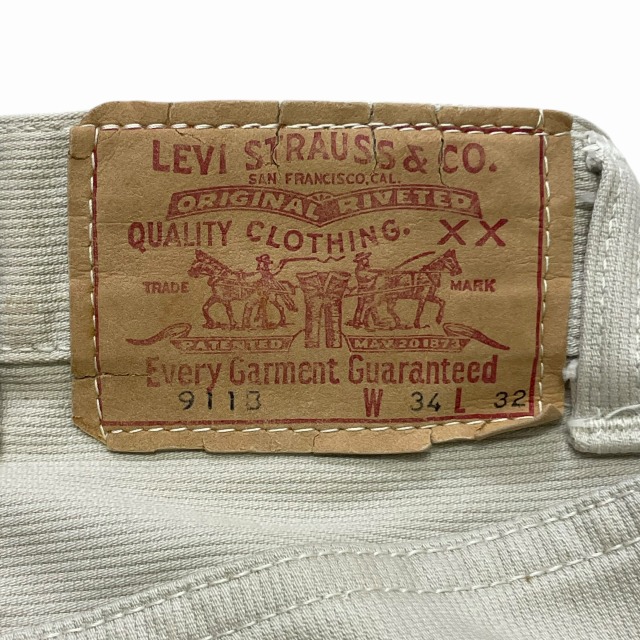 LEVI STRAUSS & CO.
SAN FRANCISCO, CAL.
ORIGINAL RIVETED
QUALITY CLOTHING. XX
TRADE MARK
PATENTED MAY 20 1873
Every Garment Guaranteed
911B W 34 L 32